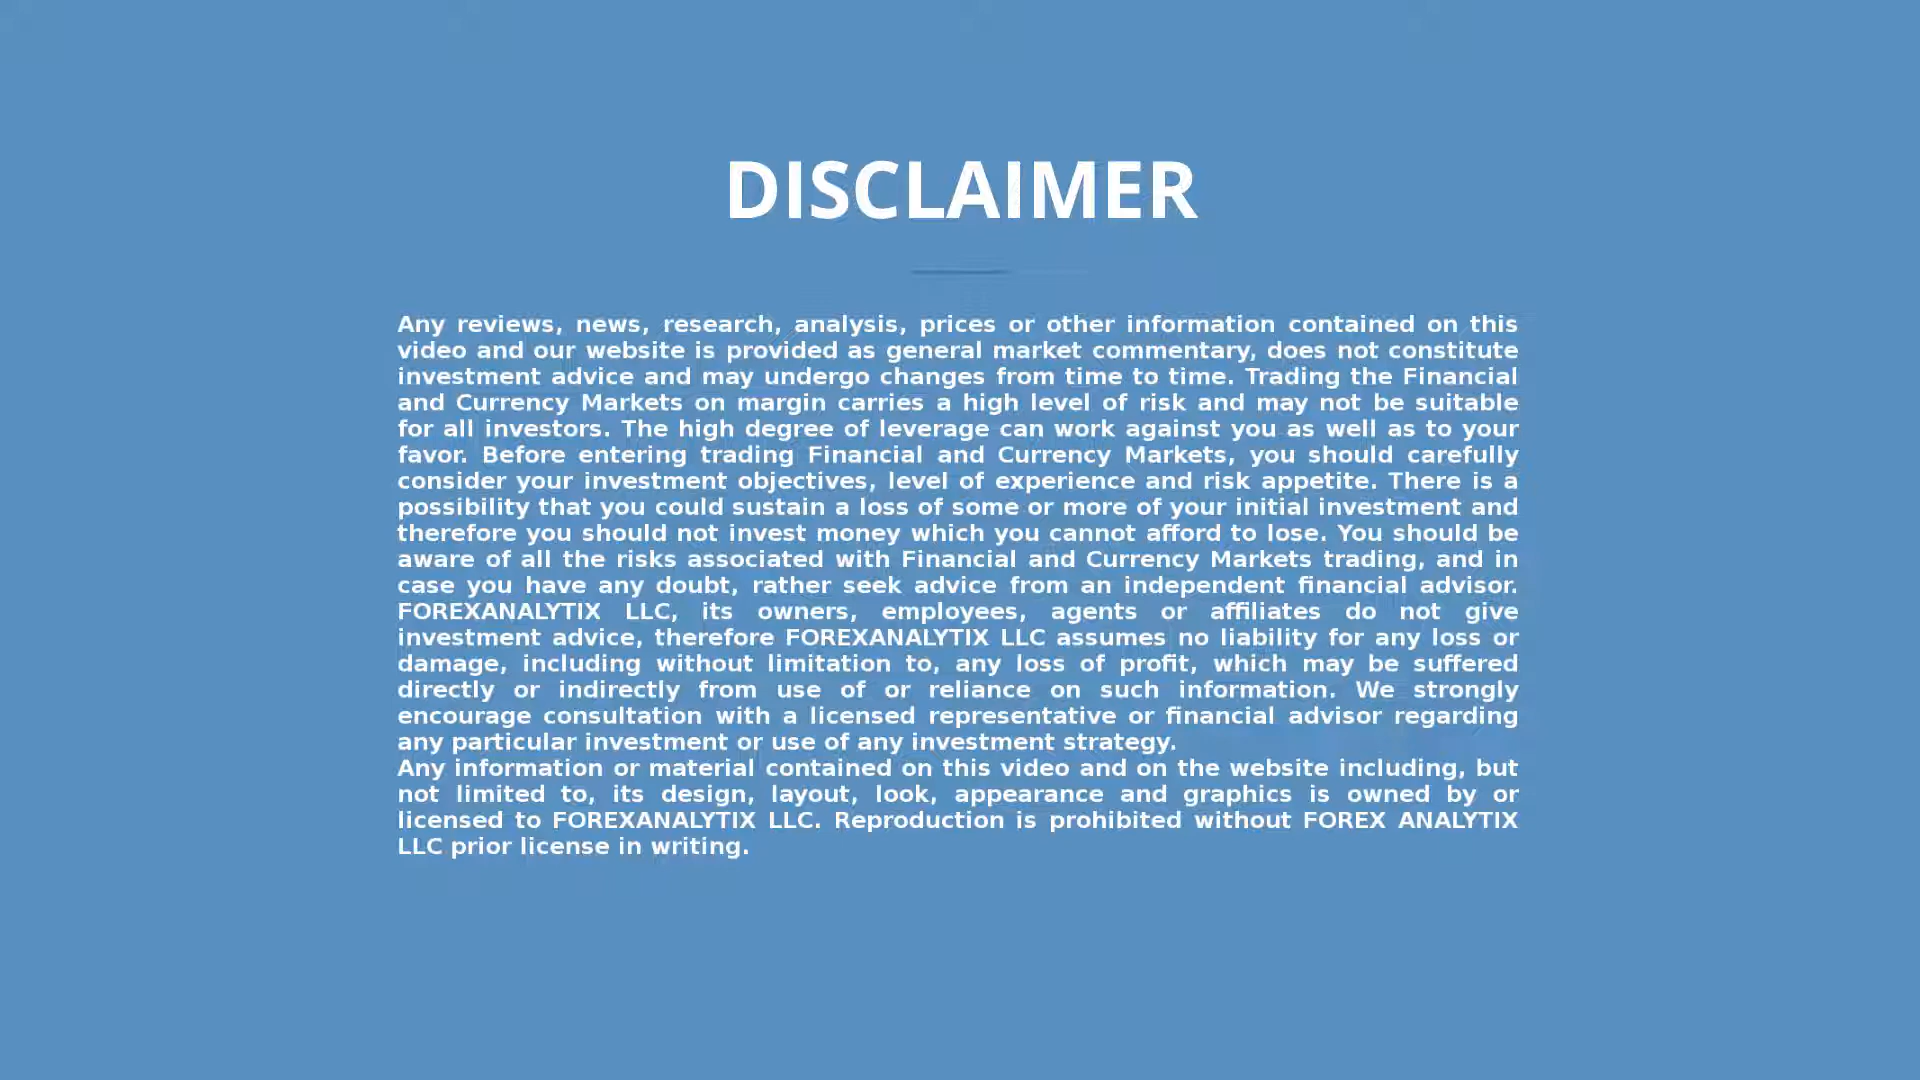 DISCLAIMER
Any reviews, news, research, analysis, prices or other information contained on this
video and our website is provided as general market commentary, does not constitute
investment advice and may undergo changes from time to time. Trading the Financial
and Currency Markets on margin carries a high level of risk and may not be suitable
for all investors. The high degree of leverage can work against you as well as to your
favor. Before entering trading Financial and Currency Markets, you should carefully
consider your investment objectives, level of experience and risk appetite. There is a
possibility that you could sustain a loss of some or more of your initial investment and
therefore you should not invest money which you cannot afford to lose. You should be
aware of all the risks associated with Financial and Currency Markets trading, and in
case you have any doubt, rather seek advice from an independent financial advisor.
FOREXANALYTIX LLC, its owners, employees, agents or affiliates do not give
investment advice, therefore FOREXANALYTIX LLC assumes no liability for any loss or
damage, including without limitation to, any loss of profit, which may be suffered
directly or indirectly from use of or reliance on such information. We strongly
encourage consultation with a licensed representative or financial advisor regarding
any particular investment or use of any investment strategy.
Any information or material contained on this video and on the website including, but
not limited to, its design, layout, look, appearance and graphics is owned by or
licensed to FOREXANALYTIX LLC. Reproduction is prohibited without FOREX ANALYTIX
LLC prior license in writing.